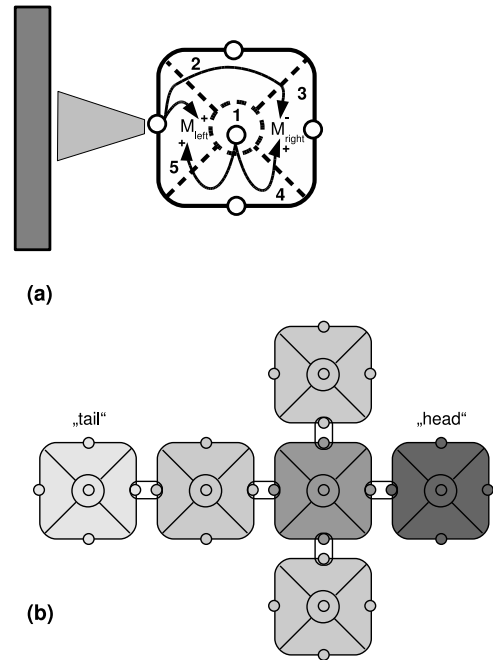 2
3
1
M left +
M right -
+
+
5
4
(a)
„tail“
„head“
(b)